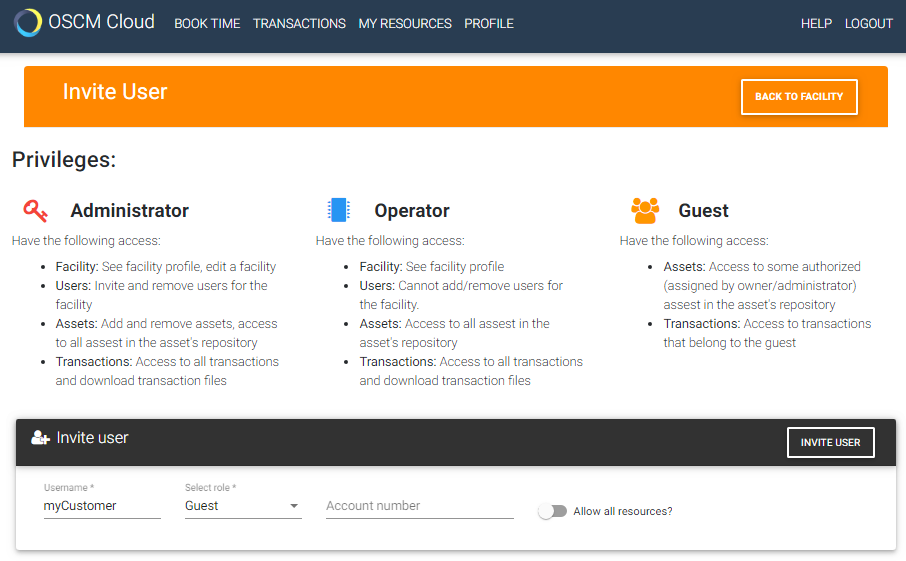 OSCM Cloud BOOK TIME TRANSACTIONS MY RESOURCES PROFILE HELP LOGOUT
Invite User
BACK TO FACILITY
Privileges:
Administrator
Have the following access:
Facility: See facility profile, edit a facility
Users: Invite and remove users for the
facility
Assets: Add and remove assets, access
to all assest in the asset's repository
Transactions: Access to all transactions
and download transaction files
Operator
Have the following access:
Facility: See facility profile
Users: Cannot add/remove users for
the facility.
Assets: Access to all assest in the
asset's repository
Transactions: Access to all transactions
and download transaction files
Guest
Have the following access:
Assets: Access to some authorized
(assigned by owner/administrator)
assest in the asset's repository
Transactions: Access to transactions
that belong to the guest
Invite user
INVITE USER
Username *
myCustomer
Select role *
Guest
Account number
Allow all resources?